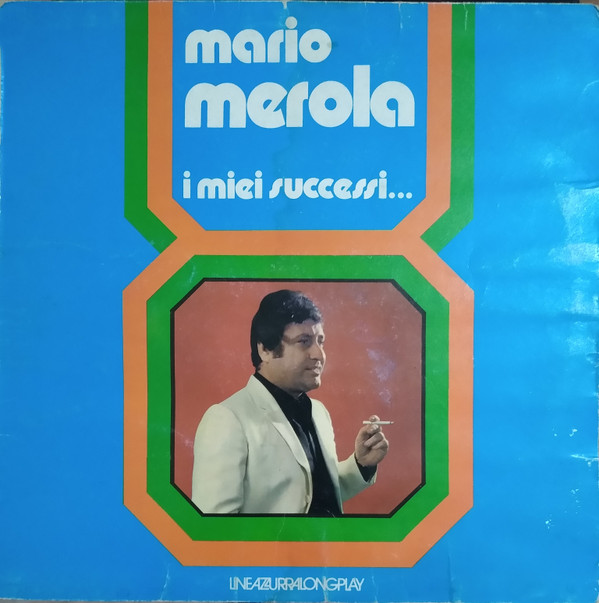 mario
merola
i miei successi...
LINEAZZURRALONGPLAY